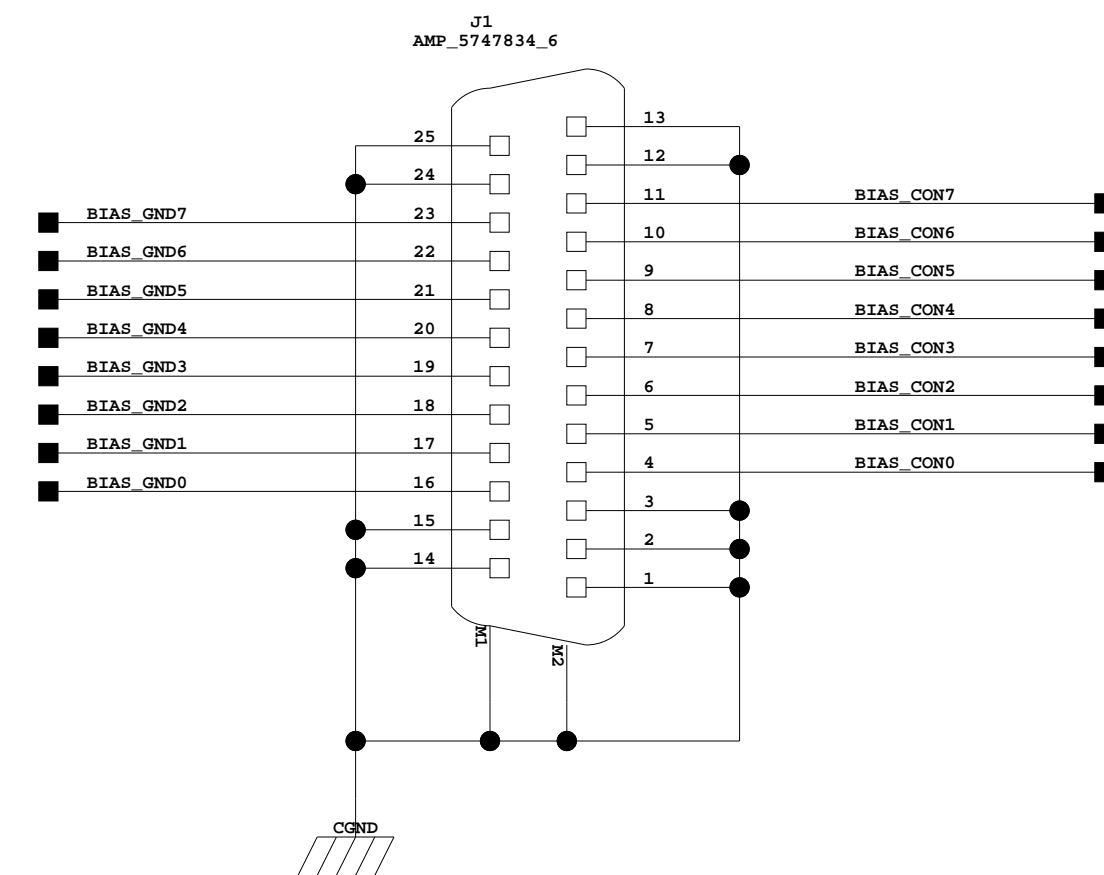 J1
AMP_5747834_6
13
25
12
24
11 BIAS_CON7
BIAS_GND7 23
10 BIAS_CON6
BIAS_GND6 22
9 BIAS_CON5
BIAS_GND5 21
8 BIAS_CON4
BIAS_GND4 20
7 BIAS_CON3
BIAS_GND3 19
6 BIAS_CON2
BIAS_GND2 18
5 BIAS_CON1
BIAS_GND1 17
4 BIAS_CON0
BIAS_GND0 16
3
15
2
14
1
M1
M2
CGND